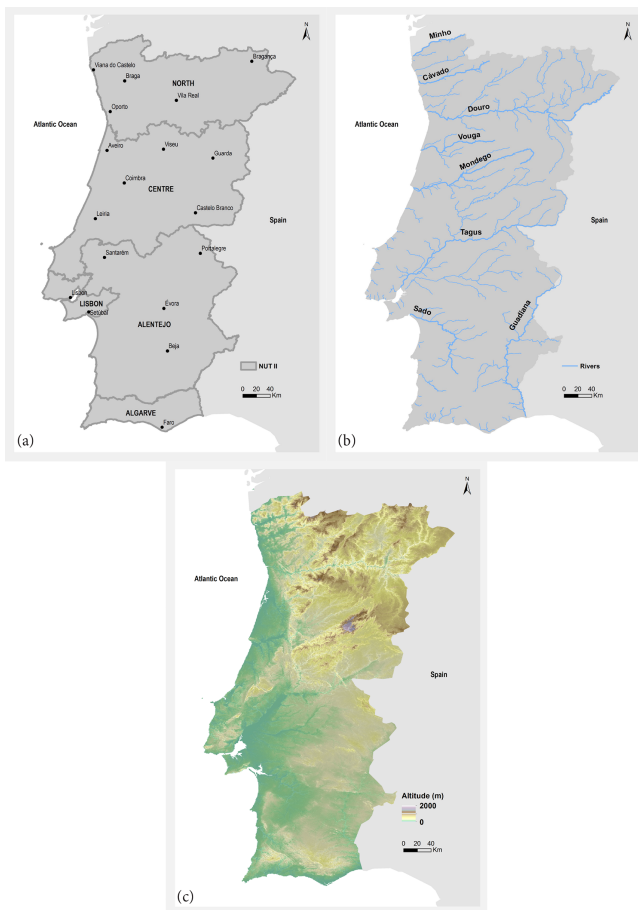 N
Bragança
Viana do Castelo
Braga
NORTH
Vila Real
Oporto
Atlantic Ocean
Aveiro
Viseu
Guarda
Coimbra
CENTRE
Castelo Branco
Leiria
Spain
Santarém
Portalegre
Lisbon
LISBON
Setúbal
Évora
ALENTEJO
Beja
NUT II
0 20 40
Km
ALGARVE
Faro
(a)
N
Minho
Cávado
Douro
Atlantic Ocean
Vouga
Mondego
Spain
Tagus
Sado
Guadiana
Rivers
0 20 40
Km
(b)
N
Atlantic Ocean
Spain
Altitude (m)
2000
0
0 20 40
Km
(c)